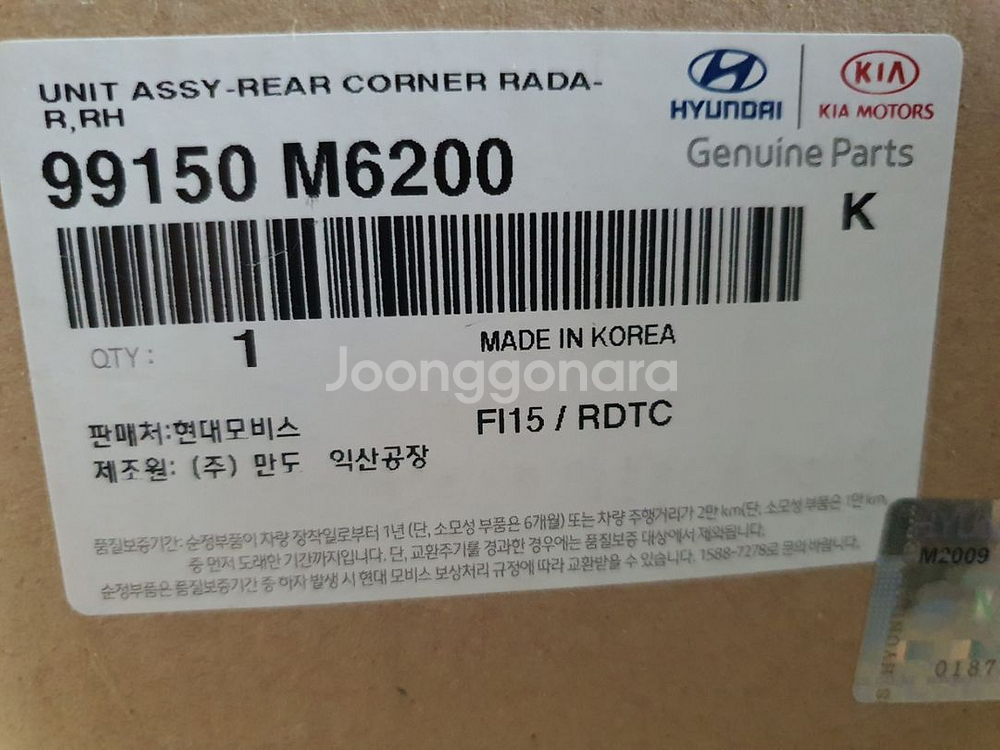 UNIT ASSY-REAR CORNER RADA-
R,RH
HYUNDAI
KIA
KIA MOTORS
Genuine Parts
99150 M6200
K
QTY : 1
MADE IN KOREA
Joonggonara
판매처:현대모비스
FI15 / RDTC
제조원: (주) 만도 익산공장
품질보증기간: 순정부품이 차량 장착일로부터 1년 (단, 소모성 부품은 6개월) 또는 차량 주행거리가 2만 km(단, 소모성 부품은 1만 km,
중 먼저 도래한 기간까지입니다. 단, 교환주기를 경과한 경우에는 품질보증 대상에서 제외됩니다.
순정부품은 품질보증기간 중 하자 발생 시 현대 모비스 보상처리 규정에 따라 교환받을 수 있습니다. 1588-7278로 문의 바랍니다.
M2009
0187